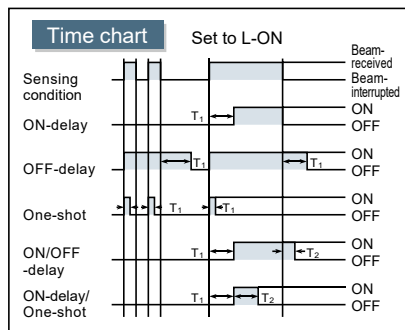 Time chart Set to L-ON
Sensing condition
Beam-received
Beam-interrupted
ON-delay
T1
ON
OFF
OFF-delay
T1
T1
ON
OFF
One-shot
T1
T1
ON
OFF
ON/OFF
-delay
T1
T2
ON
OFF
ON-delay/
One-shot
T1
T2
ON
OFF